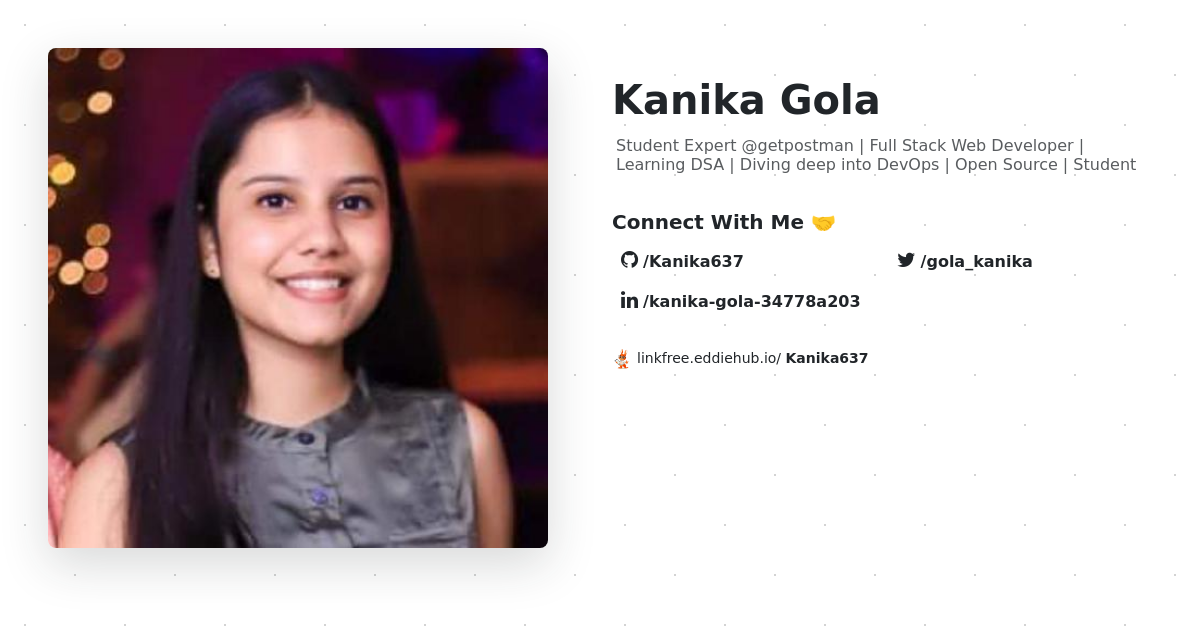 Kanika Gola
Student Expert @getpostman | Full Stack Web Developer |
Learning DSA | Diving deep into DevOps | Open Source | Student
Connect With Me 🤝
/Kanika637
/gola_kanika
/kanika-gola-34778a203
linkfree.eddiehub.io/ Kanika637